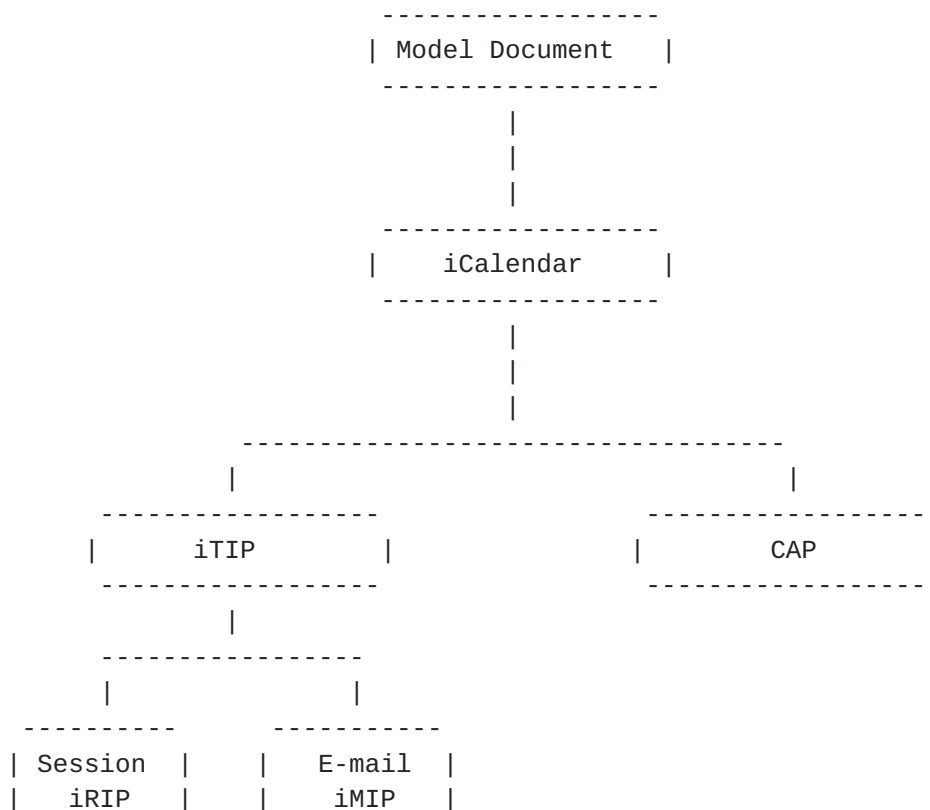 Model Document
iCalendar
iTIP CAP
Session E-mail
iRIP iMIP